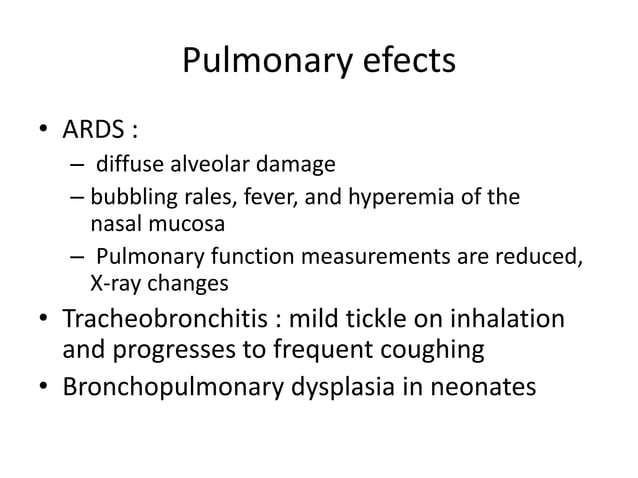 Pulmonary efects
• ARDS :
– diffuse alveolar damage
– bubbling rales, fever, and hyperemia of the
nasal mucosa
– Pulmonary function measurements are reduced,
X-ray changes
• Tracheobronchitis : mild tickle on inhalation
and progresses to frequent coughing
• Bronchopulmonary dysplasia in neonates